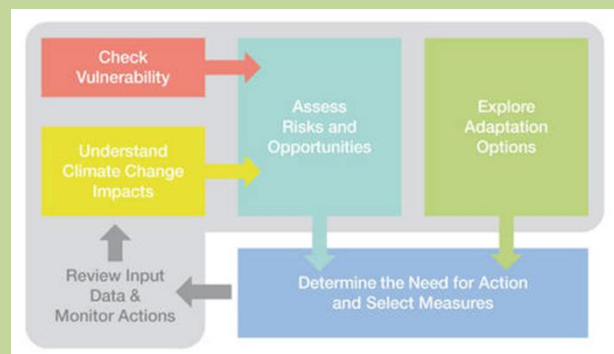 Check
Vulnerability
Assess
Risks and
Opportunities
Explore
Adaptation
Options
Understand
Climate Change
Impacts
Review Input
Data &
Monitor Actions
Determine the Need for Action
and Select Measures